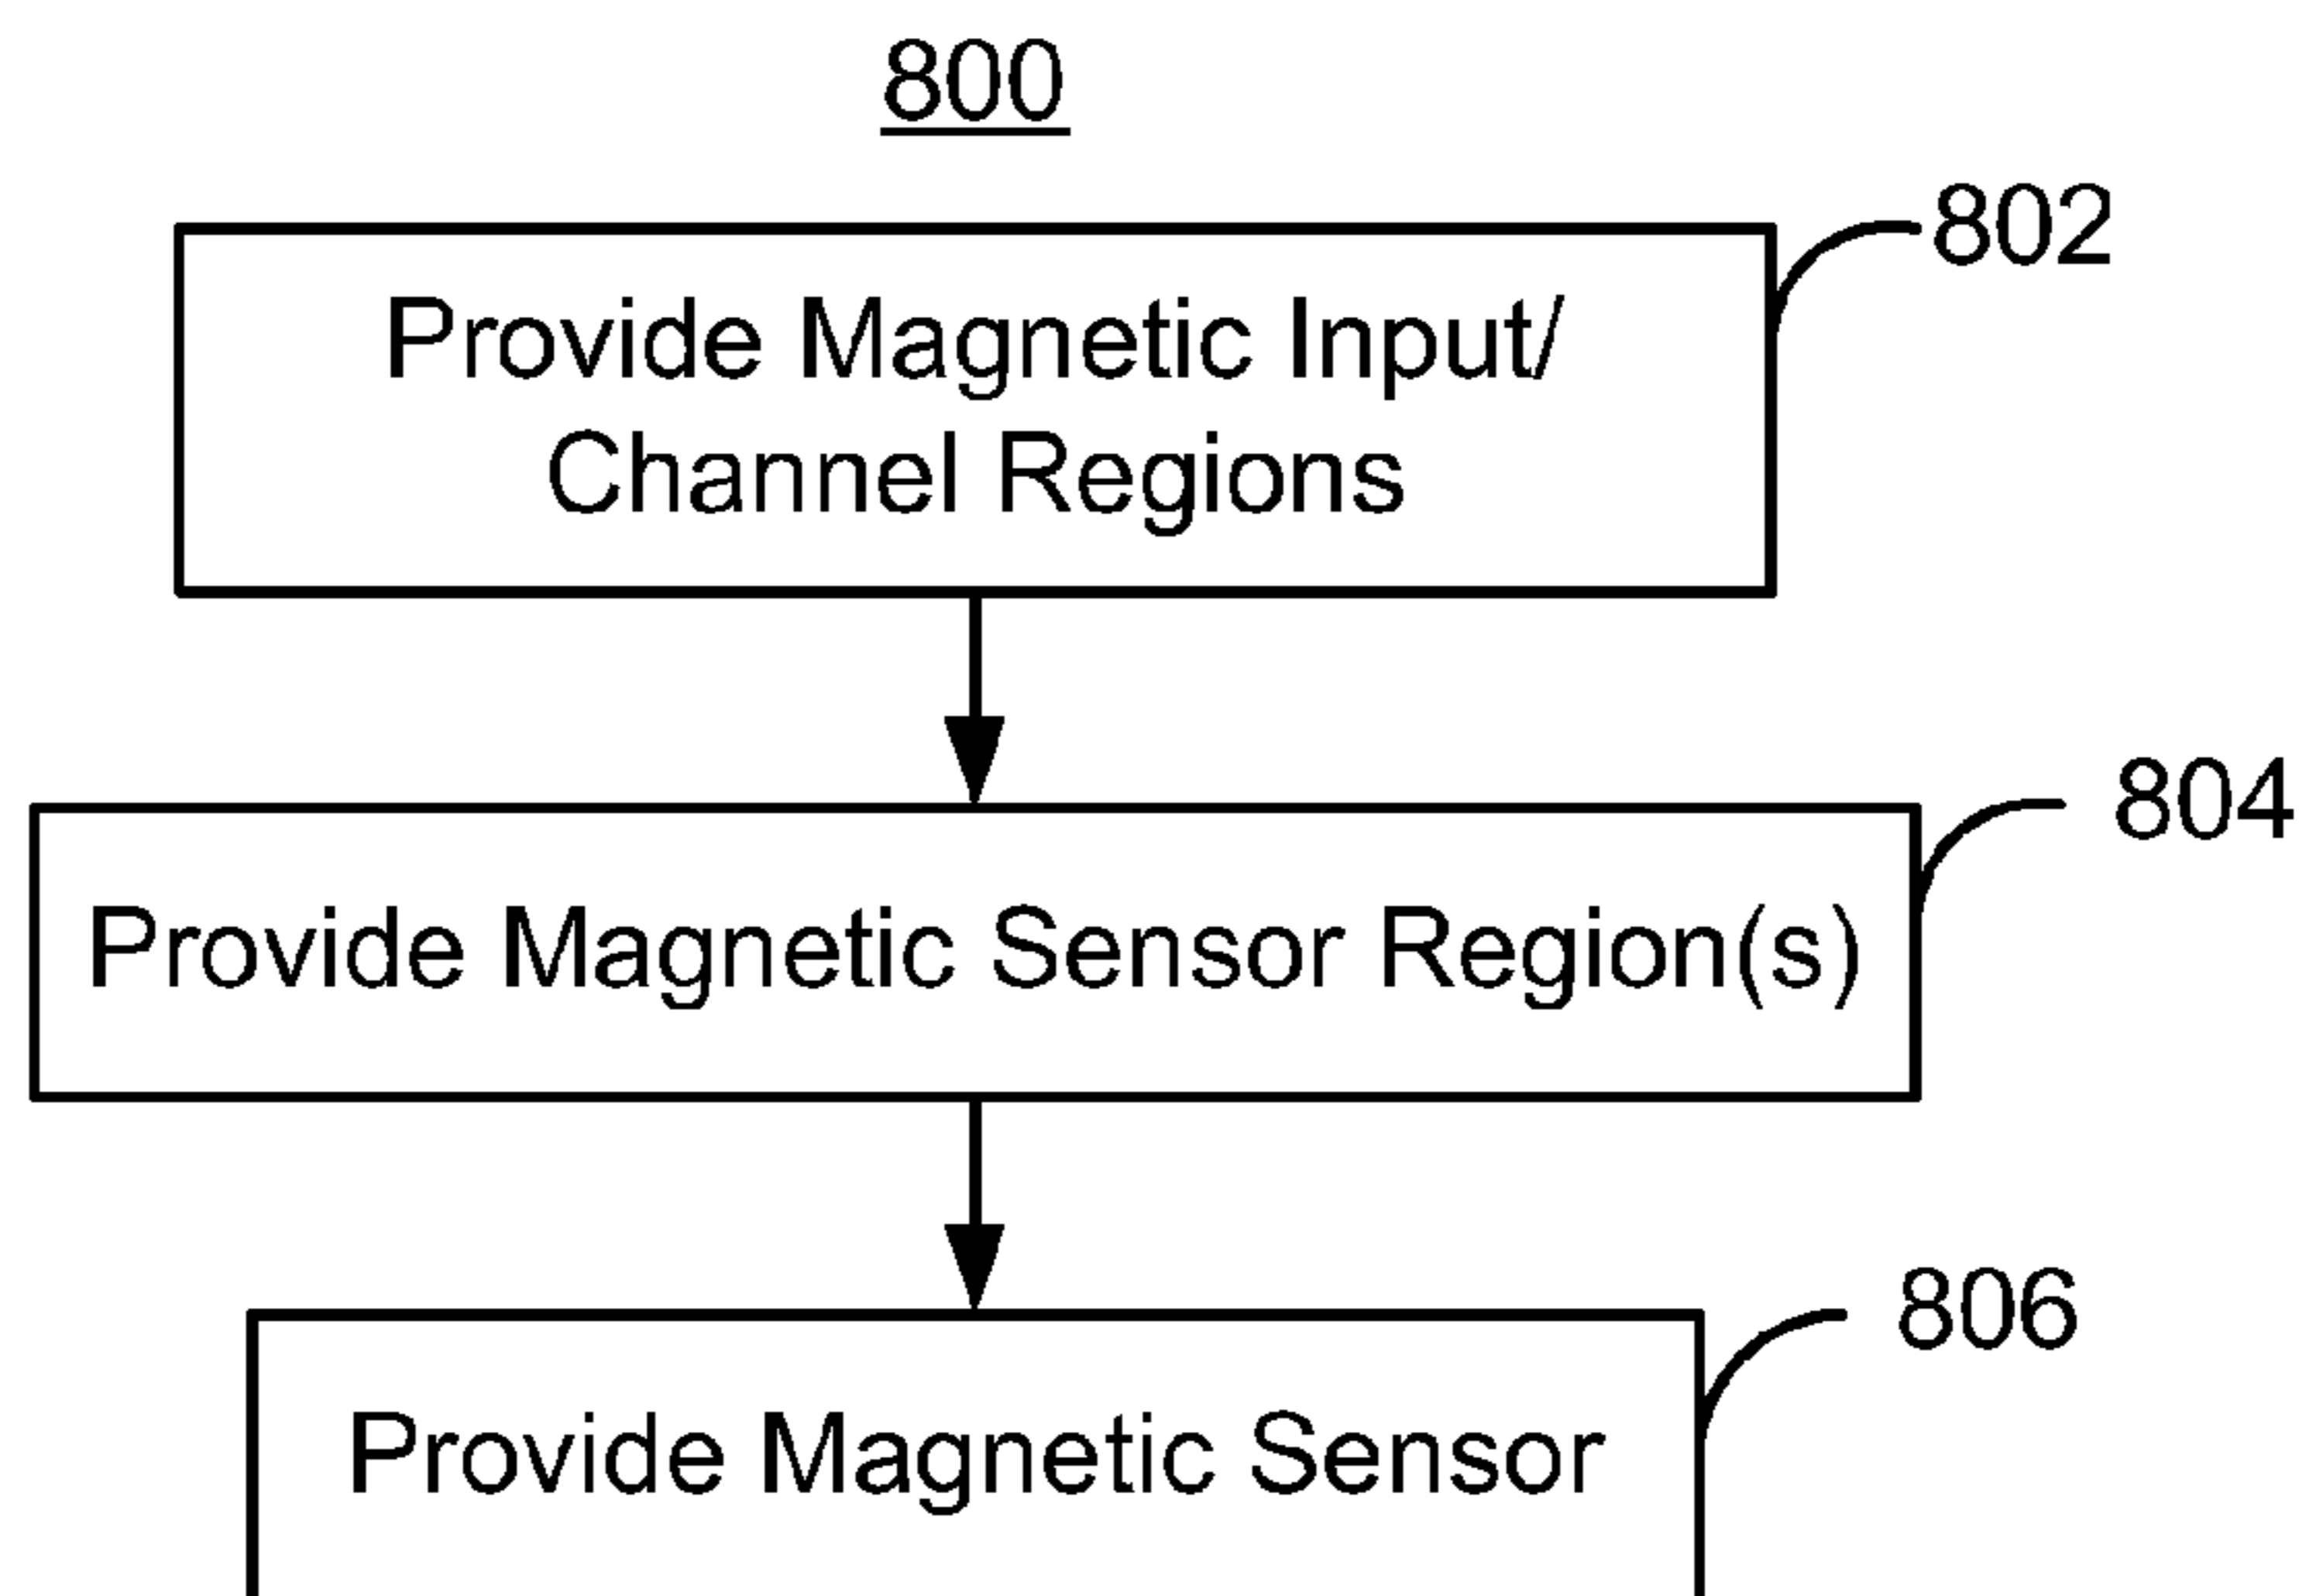 800
802
Provide Magnetic Input/
Channel Regions
804
Provide Magnetic Sensor Region(s)
806
Provide Magnetic Sensor